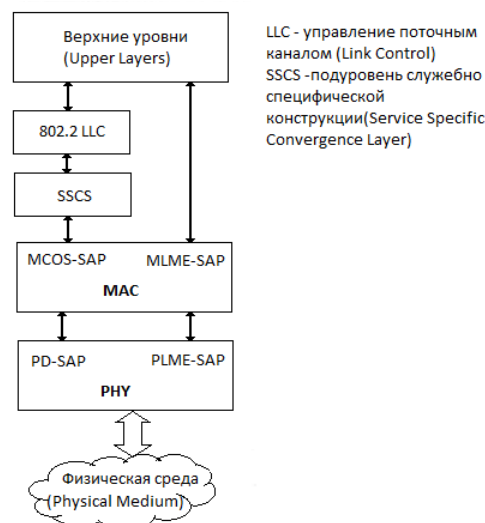 Верхние уровни
(Upper Layers)
802.2 LLC
SSCS
MCOS-SAP MLME-SAP
MAC
PD-SAP PLME-SAP
PHY
Физическая среда
(Physical Medium)
LLC - управление поточным
каналом (Link Control)
SSCS -подуровень служебно
специфической
конструкции(Service Specific
Convergence Layer)